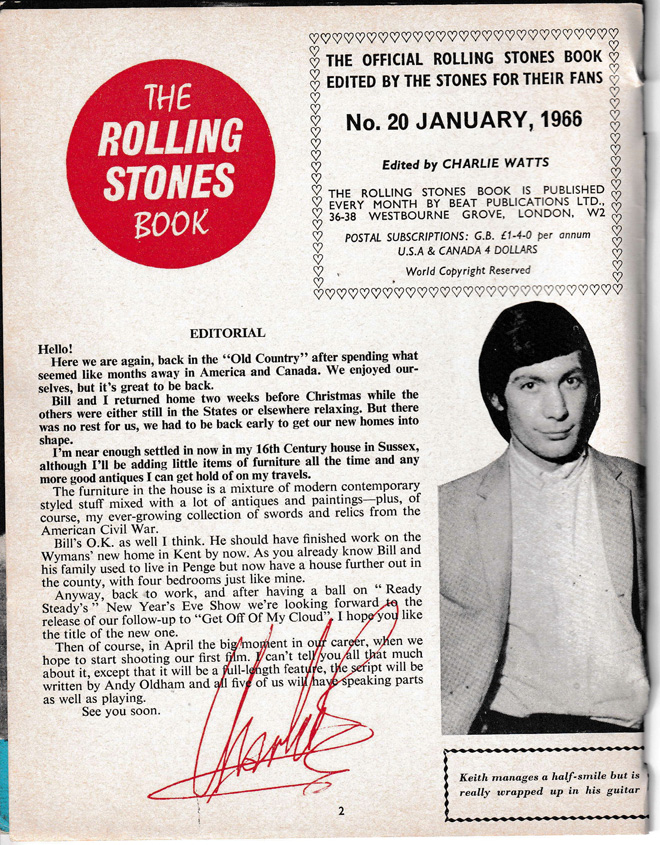 THE
ROLLING
STONES
BOOK
THE OFFICIAL ROLLING STONES BOOK
EDITED BY THE STONES FOR THEIR FANS
No. 20 JANUARY, 1966
Edited by CHARLIE WATTS
THE ROLLING STONES BOOK IS PUBLISHED
EVERY MONTH BY BEAT PUBLICATIONS LTD.,
36-38 WESTBOURNE GROVE, LONDON, W2
POSTAL SUBSCRIPTIONS: G.B. £1-4-0 per annum
U.S.A & CANADA 4 DOLLARS
World Copyright Reserved
EDITORIAL
Hello!
Here we are again, back in the "Old Country" after spending what
seemed like months away in America and Canada. We enjoyed our-
selves, but it's great to be back.
Bill and I returned home two weeks before Christmas while the
others were either still in the States or elsewhere relaxing. But there
was no rest for us, we had to be back early to get our new homes into
shape.
I'm near enough settled in now in my 16th Century house in Sussex,
although I'll be adding little items of furniture all the time and any
more good antiques I can get hold of on my travels.
The furniture in the house is a mixture of modern contemporary
styled stuff mixed with a lot of antiques and paintings—plus, of
course, my ever-growing collection of swords and relics from the
American Civil War.
Bill's O.K. as well I think. He should have finished work on the
Wymans' new home in Kent by now. As you already know Bill and
his family used to live in Penge but now have a house further out in
the county, with four bedrooms just like mine.
Anyway, back to work, and after having a ball on "Ready
Steady's" New Year's Eve Show we're looking forward to the
release of our follow-up to "Get Off Of My Cloud". I hope you like
the title of the new one.
Then of course, in April the big moment in our career, when we
hope to start shooting our first film. I can't tell you all that much
about it, except that it will be a full-length feature, the script will be
written by Andy Oldham and all five of us will have speaking parts
as well as playing.
See you soon.
Charlie
Keith manages a half-smile but is
really wrapped up in his guitar
2